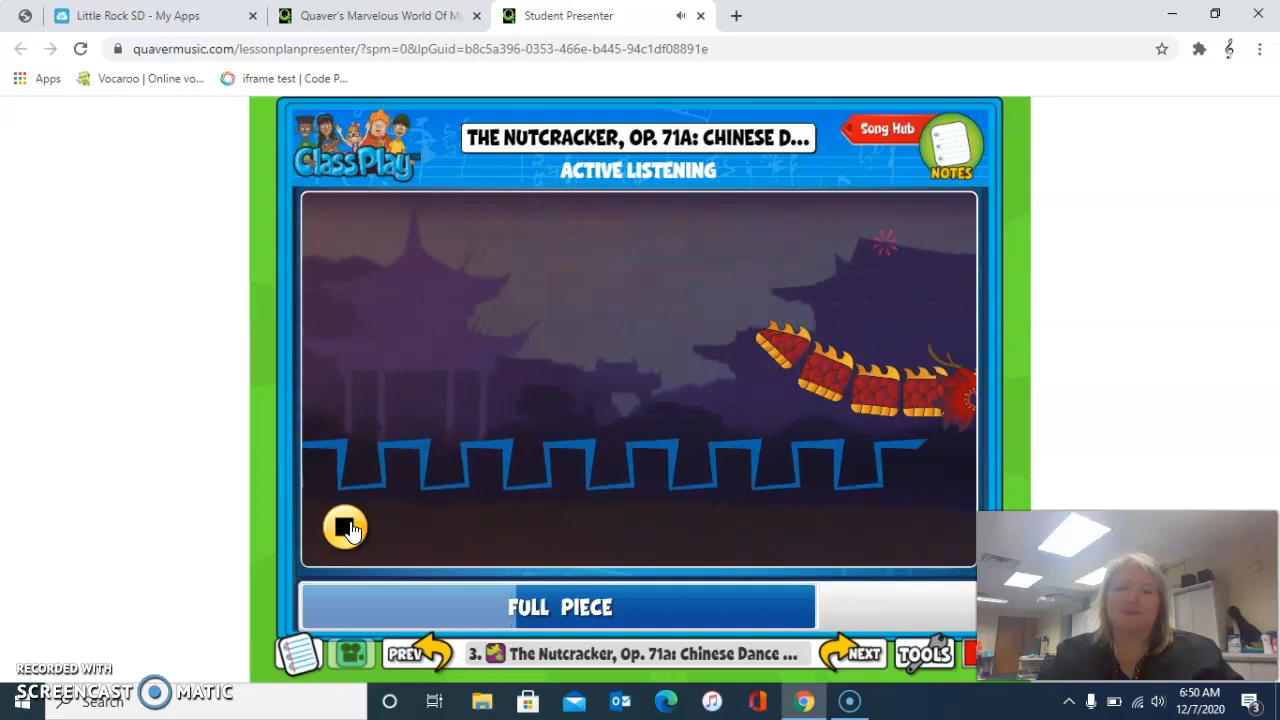 Little Rock SD - My Apps
Quaver's Marvelous World Of M
Student Presenter
quavermusic.com/lessonplanpresenter/?spm=0&lpGuid=b8c5a396-0353-466e-b445-94c1df08891e
Apps
Vocaroo | Online vo...
iframe test | Code P...
ClassPlay
THE NUTCRACKER, OP. 71A: CHINESE D...
Song Hub
NOTES
ACTIVE LISTENING
FULL PIECE
PREV
3. The Nutcracker, Op. 71a: Chinese Dance ...
NEXT
TOOLS
RECORDED WITH
SCREENCAST MATIC
Search
6:50 AM
12/7/2020
3